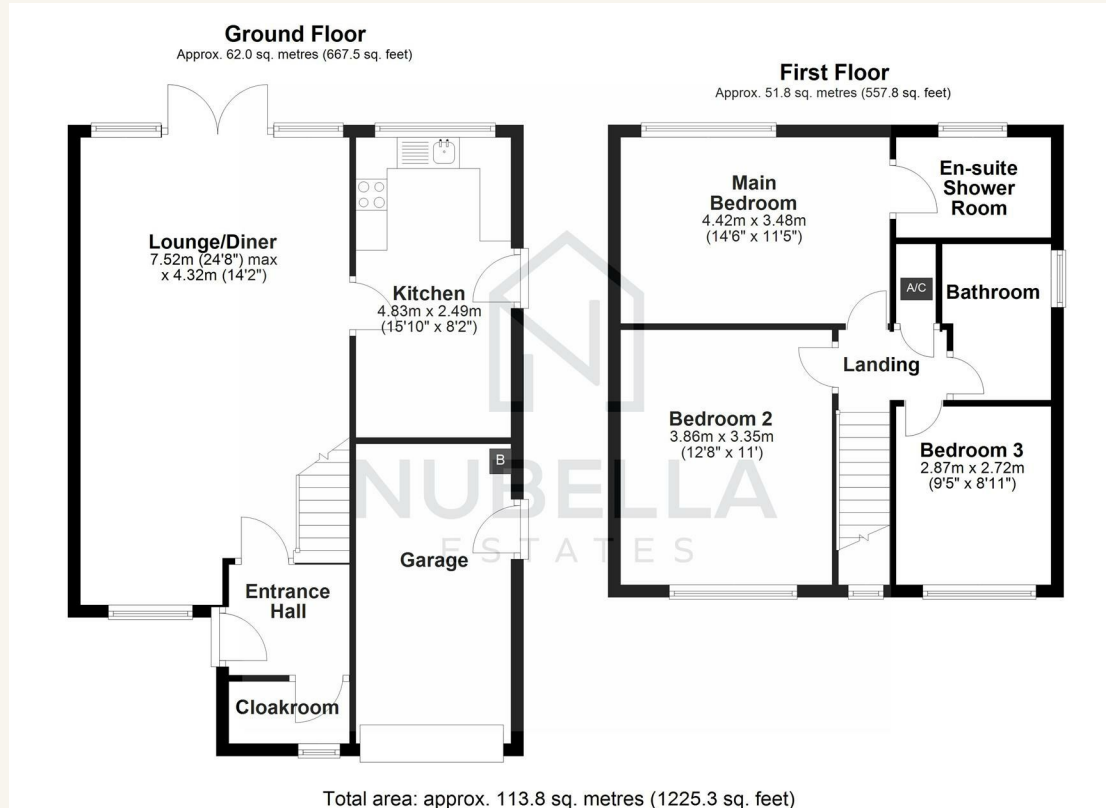 Ground Floor
Approx. 62.0 sq. metres (667.5 sq. feet)
Lounge/Diner
7.52m (24'8") max
x 4.32m (14'2")
Kitchen
4.83m x 2.49m
(15'10" x 8'2")
B
Garage
Entrance
Hall
Cloakroom
First Floor
Approx. 51.8 sq. metres (557.8 sq. feet)
Main
Bedroom
4.42m x 3.48m
(14'6" x 11'5")
En-suite
Shower
Room
A/C
Bathroom
Landing
Bedroom 2
3.86m x 3.35m
(12'8" x 11')
Bedroom 3
2.87m x 2.72m
(9'5" x 8'11")
NUBELLA
ESTATES
Total area: approx. 113.8 sq. metres (1225.3 sq. feet)